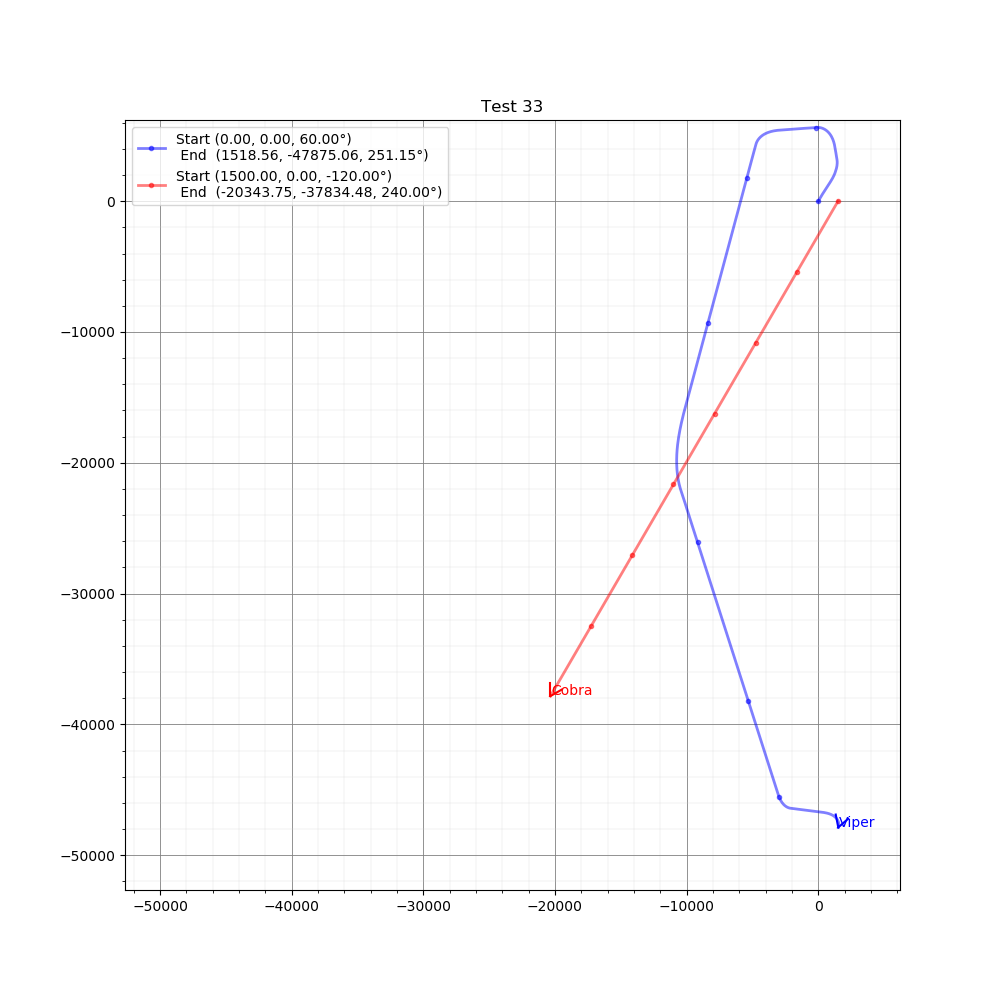 Test 33
Start (0.00, 0.00, 60.00°)
End (1518.56, -47875.06, 251.15°)
Start (1500.00, 0.00, -120.00°)
End (-20343.75, -37834.48, 240.00°)
0
−10000
−20000
−30000
−40000
−50000
Cobra
Viper
−50000 −40000 −30000 −20000 −10000 0